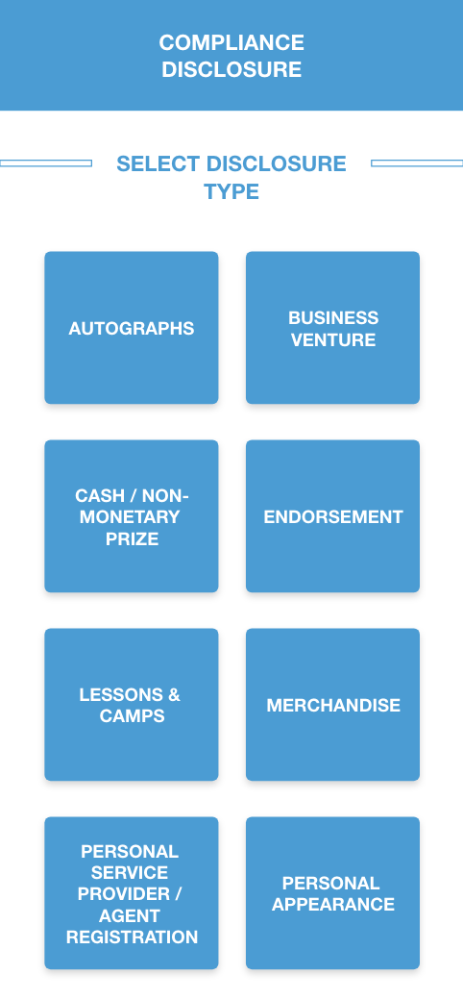 COMPLIANCE
DISCLOSURE
SELECT DISCLOSURE
TYPE
AUTOGRAPHS
BUSINESS
VENTURE
CASH / NON-
MONETARY
PRIZE
ENDORSEMENT
LESSONS &
CAMPS
MERCHANDISE
PERSONAL
SERVICE
PROVIDER /
AGENT
REGISTRATION
PERSONAL
APPEARANCE